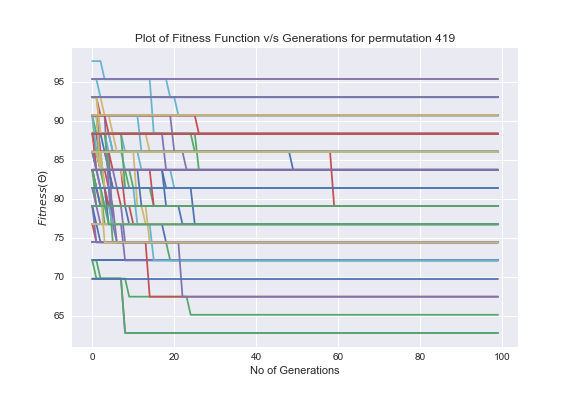 Plot of Fitness Function v/s Generations for permutation 419
95
90
85
80
75
70
65
Fitness(Θ)
0 20 40 60 80 100
No of Generations